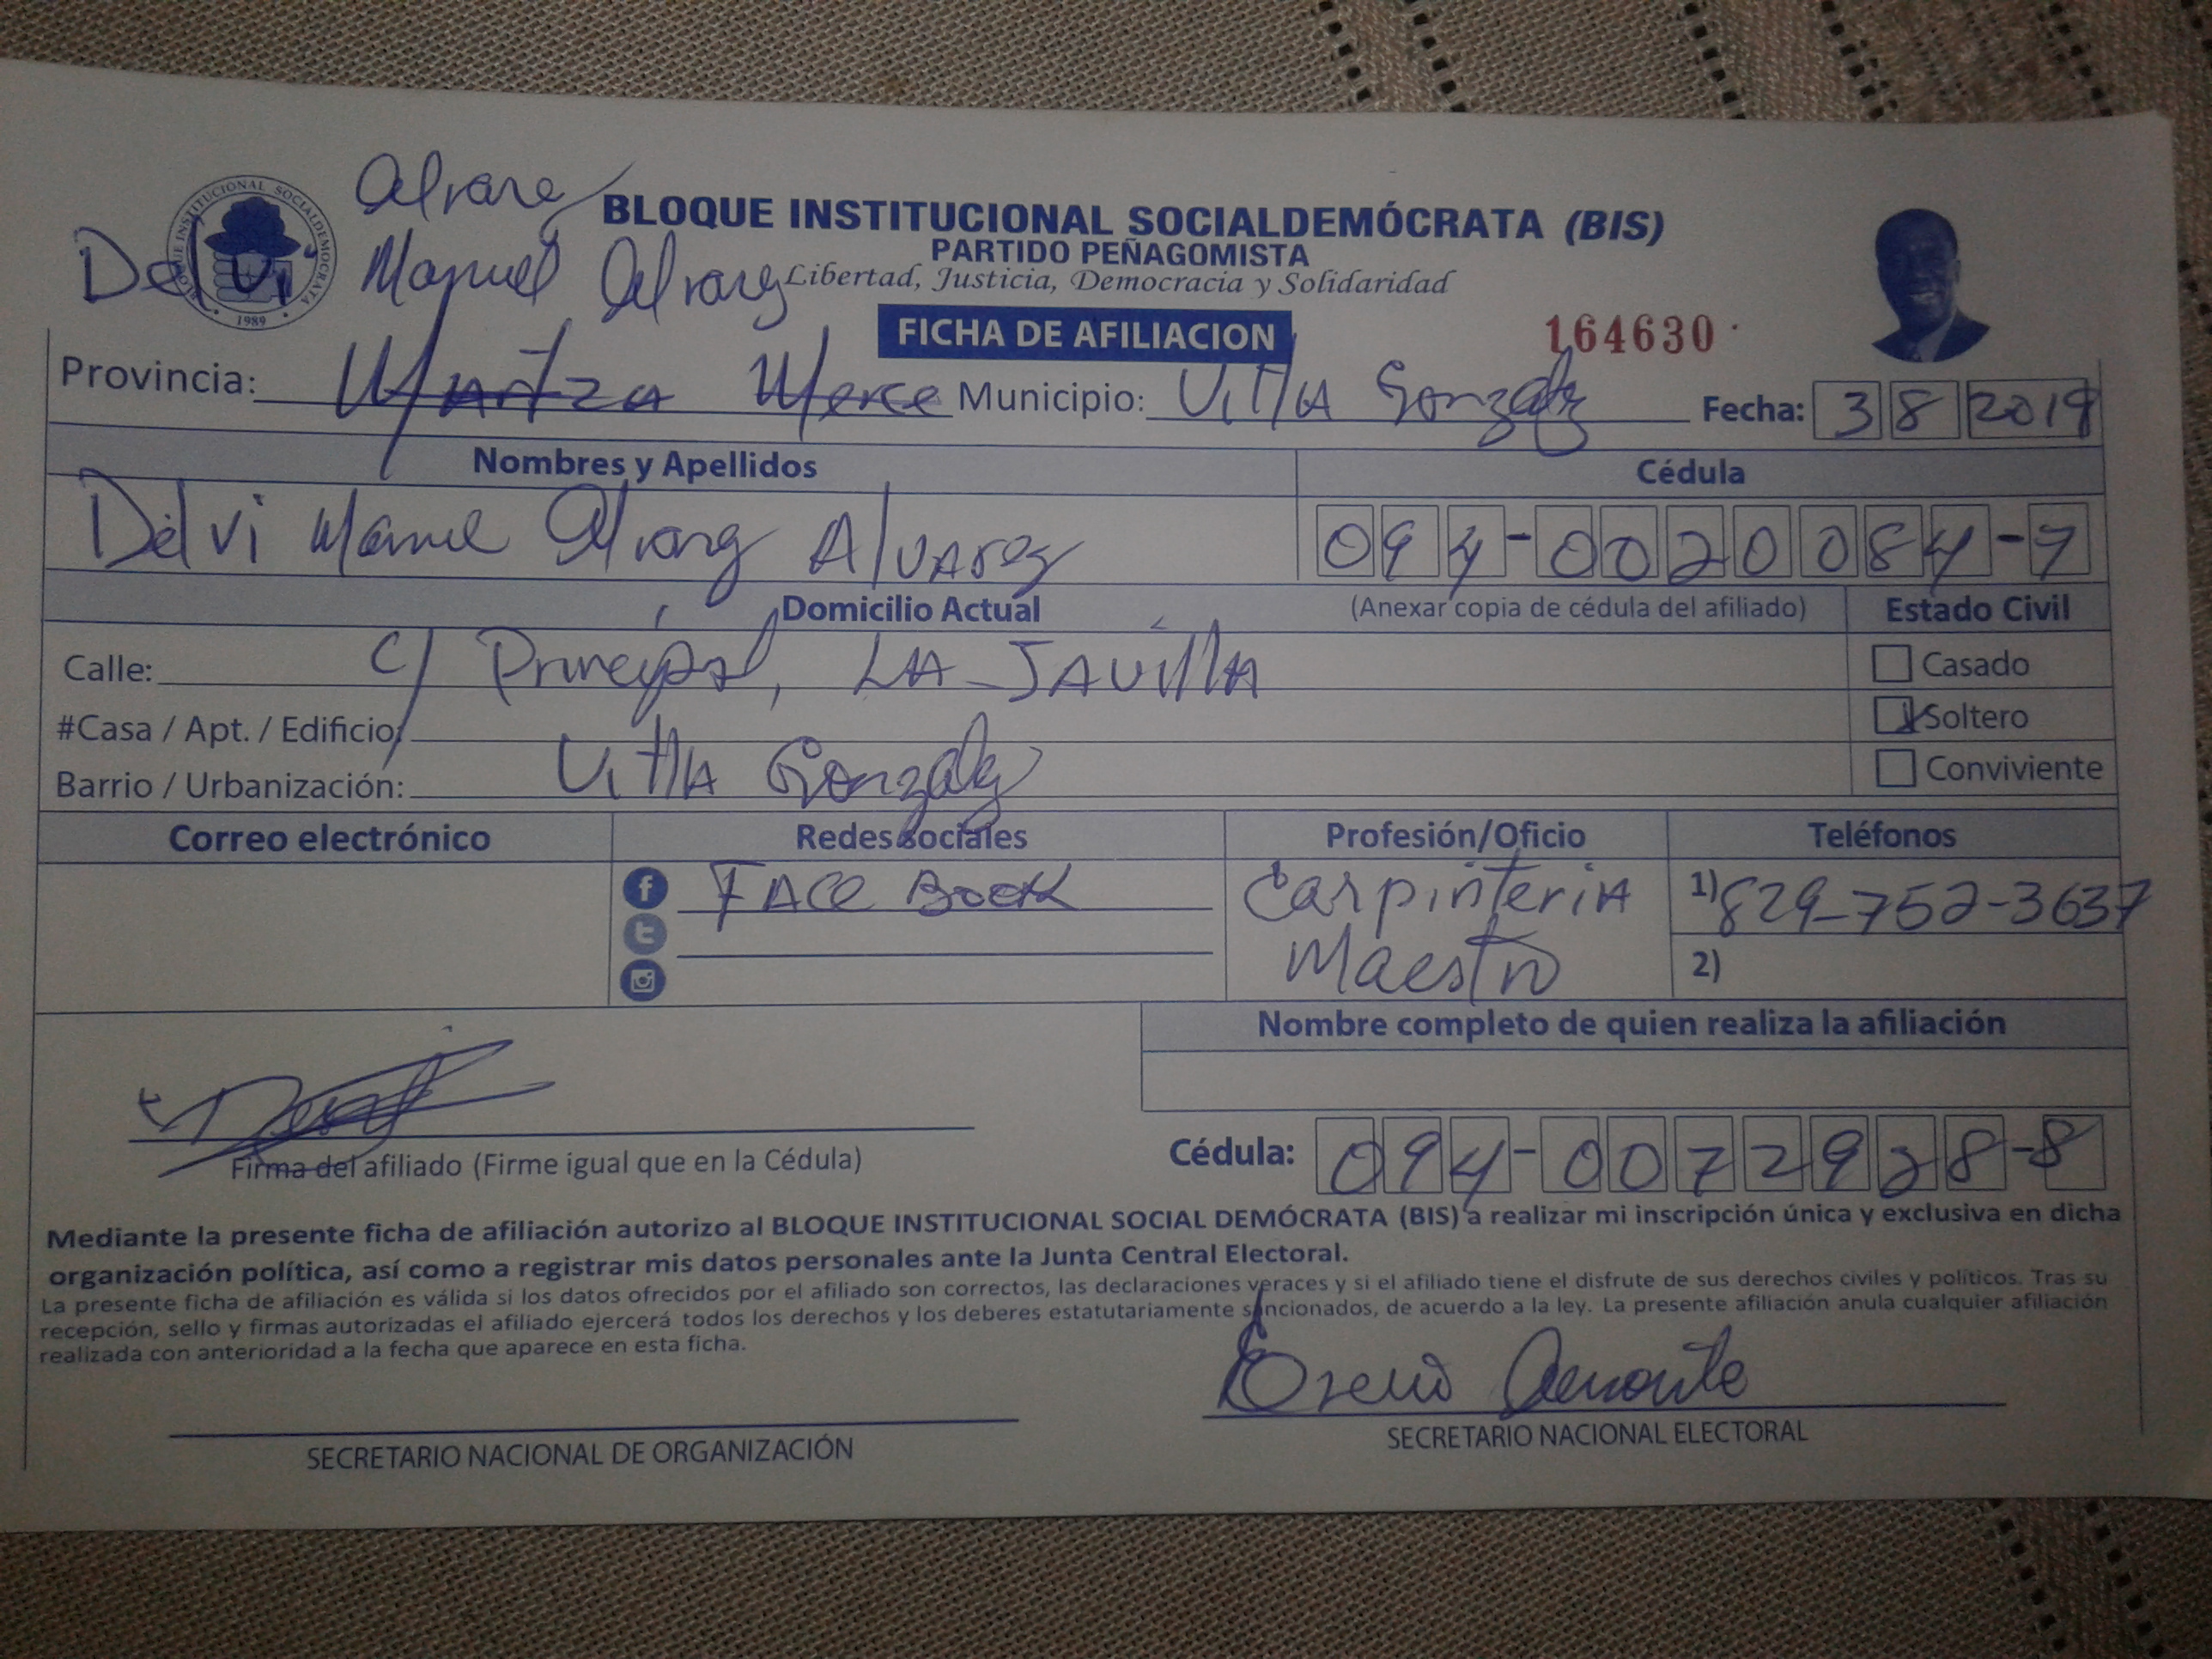 BLOQUE INSTITUCIONAL SOCIALDEMOCRATA
1989
Alvare
BLOQUE INSTITUCIONAL SOCIALDEMÓCRATA (BIS)
PARTIDO PEÑAGOMISTA
Delvi Manuel Alvarez
Libertad, Justicia, Democracia y Solidaridad
FICHA DE AFILIACION
164630
Provincia: Municipio: Villa Gonzalez Fecha: 3 8 2019
Nombres y Apellidos Cédula
Delvi Manuel Alvarez Alvarez 094-0020084-7
Domicilio Actual (Anexar copia de cédula del afiliado) Estado Civil
Calle: C/ Principal, LA JAVillA Casado
#Casa / Apt. / Edificio: Soltero
Barrio / Urbanización: Villa Gonzalez Conviviente
Correo electrónico Redes sociales Profesión/Oficio Teléfonos
FACe Book Carpinteria 1) 829-752-3637
Maestro 2)
Nombre completo de quien realiza la afiliación
Firma del afiliado (Firme igual que en la Cédula) Cédula: 094-0072928-8
Mediante la presente ficha de afiliación autorizo al BLOQUE INSTITUCIONAL SOCIAL DEMÓCRATA (BIS) a realizar mi inscripción única y exclusiva en dicha
organización política, así como a registrar mis datos personales ante la Junta Central Electoral.
La presente ficha de afiliación es válida si los datos ofrecidos por el afiliado son correctos, las declaraciones veraces y si el afiliado tiene el disfrute de sus derechos civiles y políticos. Tras su
recepción, sello y firmas autorizadas el afiliado ejercerá todos los derechos y los deberes estatutariamente sancionados, de acuerdo a la ley. La presente afiliación anula cualquier afiliación
realizada con anterioridad a la fecha que aparece en esta ficha.
SECRETARIO NACIONAL DE ORGANIZACIÓN SECRETARIO NACIONAL ELECTORAL